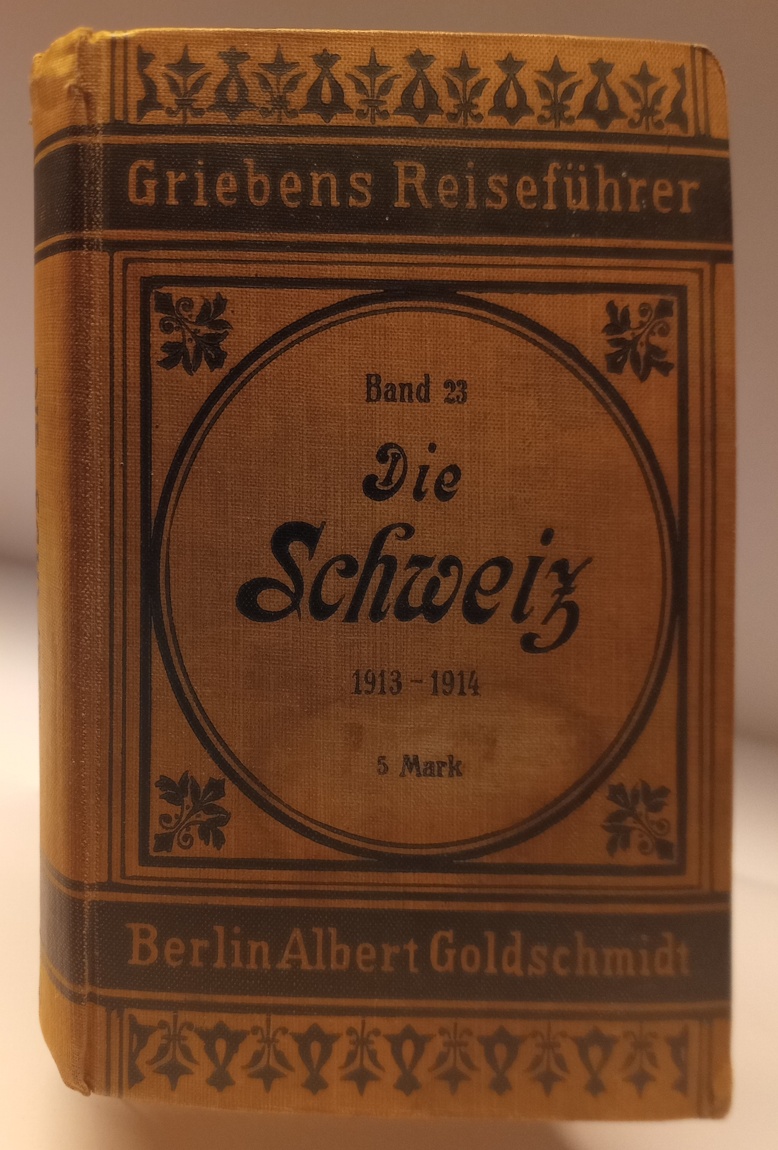 Griebens Reiseführer
Band 23
Die
Schweiz
1913 - 1914
5 Mark
Berlin Albert Goldschmidt